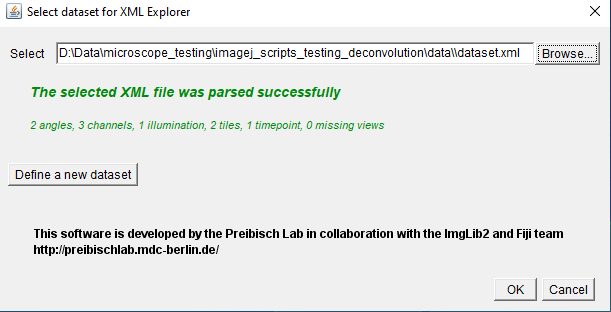 Select dataset for XML Explorer
Select D:\Data\microscope_testing\imagej_scripts_testing_deconvolution\data\\dataset.xml Browse...
The selected XML file was parsed successfully
2 angles, 3 channels, 1 illumination, 2 tiles, 1 timepoint, 0 missing views
Define a new dataset
This software is developed by the Preibisch Lab in collaboration with the ImgLib2 and Fiji team
http://preibischlab.mdc-berlin.de/
OK Cancel